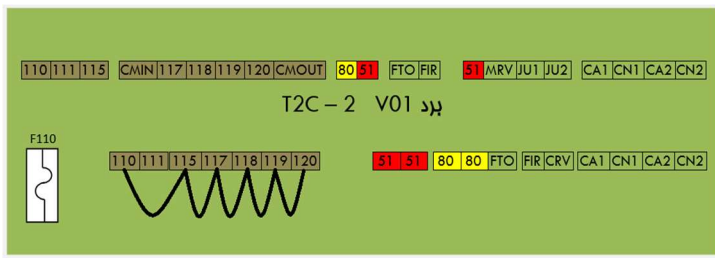 110 111 115 CMIN 117 118 119 120 CMOUT 80 51 FTO FIR 51 MRV JU1 JU2 CA1 CN1 CA2 CN2
برد T2C – 2 V01
F110
110 111 115 117 118 119 120 51 51 80 80 FTO FIR CRV CA1 CN1 CA2 CN2